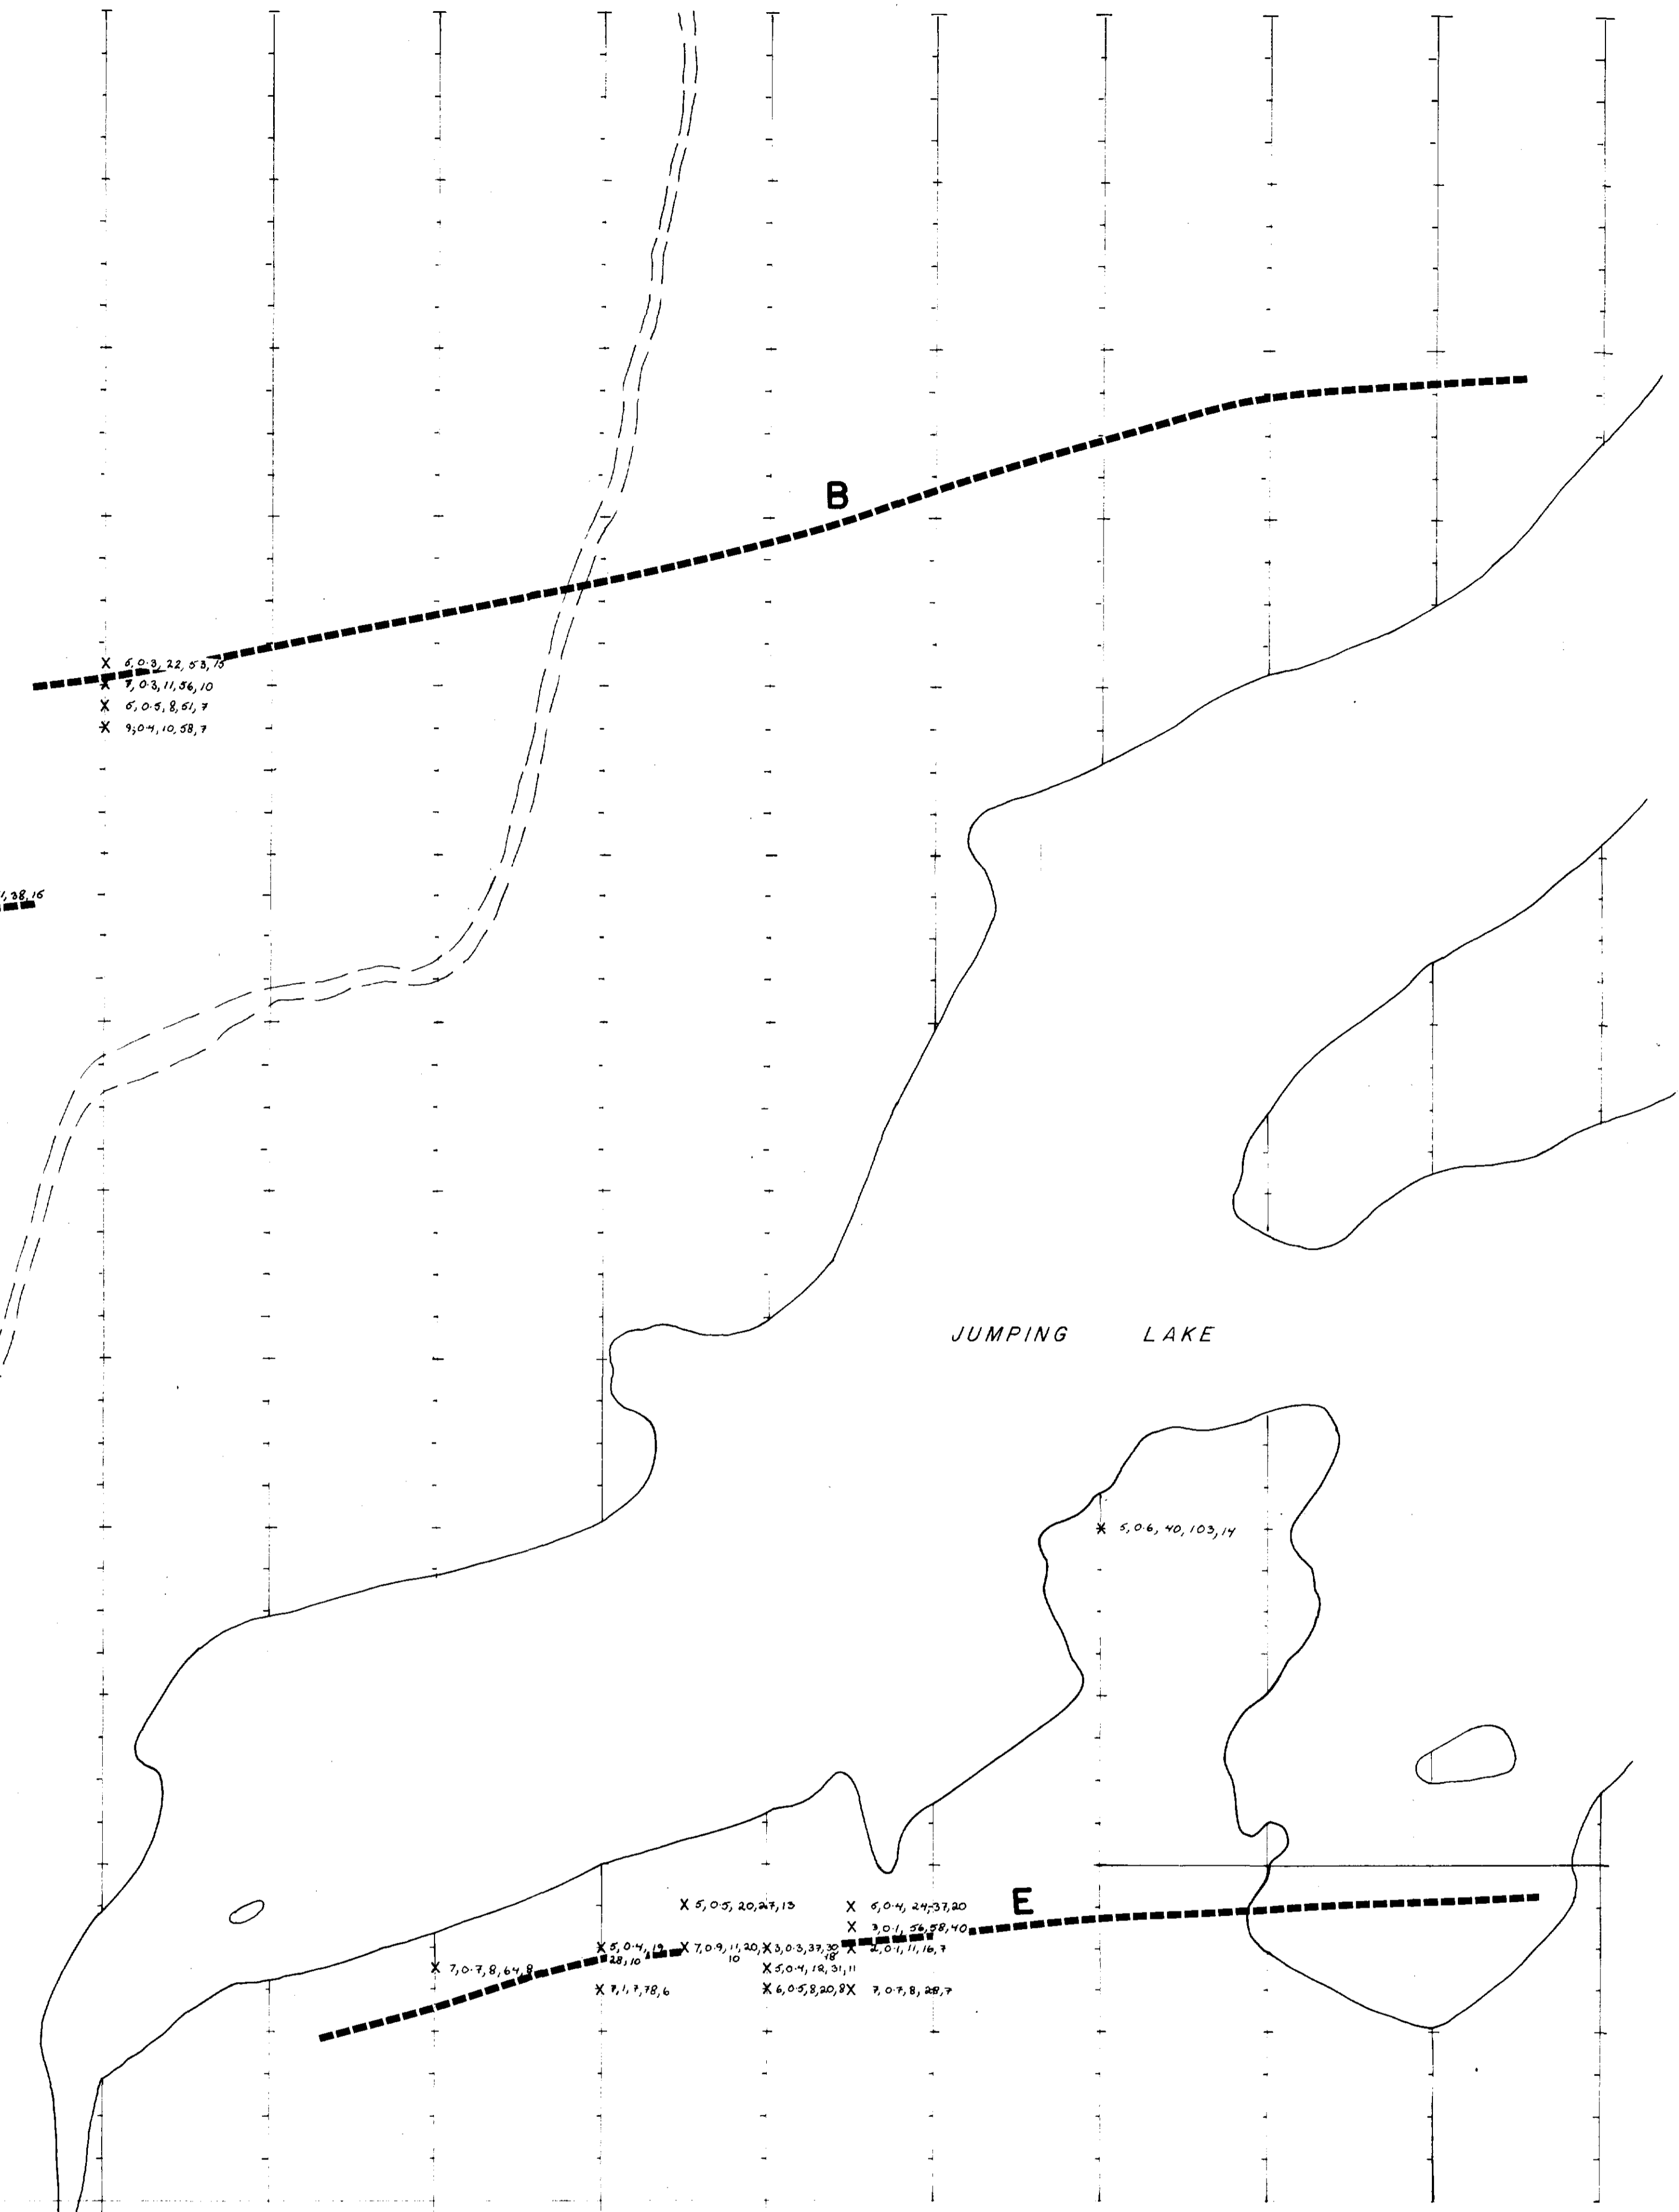 B
6, 0.3, 22, 53, 15
7, 0.3, 11, 56, 10
6, 0.5, 8, 51, 7
9, 0.4, 10, 58, 7
38, 16
JUMPING LAKE
X 5, 0.6, 40, 103, 14
E
X 5, 0.5, 20, 27, 13
X 6, 0.4, 24, 37, 20
X 3, 0.1, 56, 58, 40
X 5, 0.4, 19
28, 10
X 7, 0.9, 11, 20,
10
X 3, 0.3, 37, 30
18
X 2, 0.1, 11, 16, 7
X 7, 0.7, 8, 64, 8
X 5, 0.4, 12, 31, 11
X 7, 1, 7, 78, 6
X 6, 0.5, 8, 20, 8
X 7, 0.7, 8, 28, 7